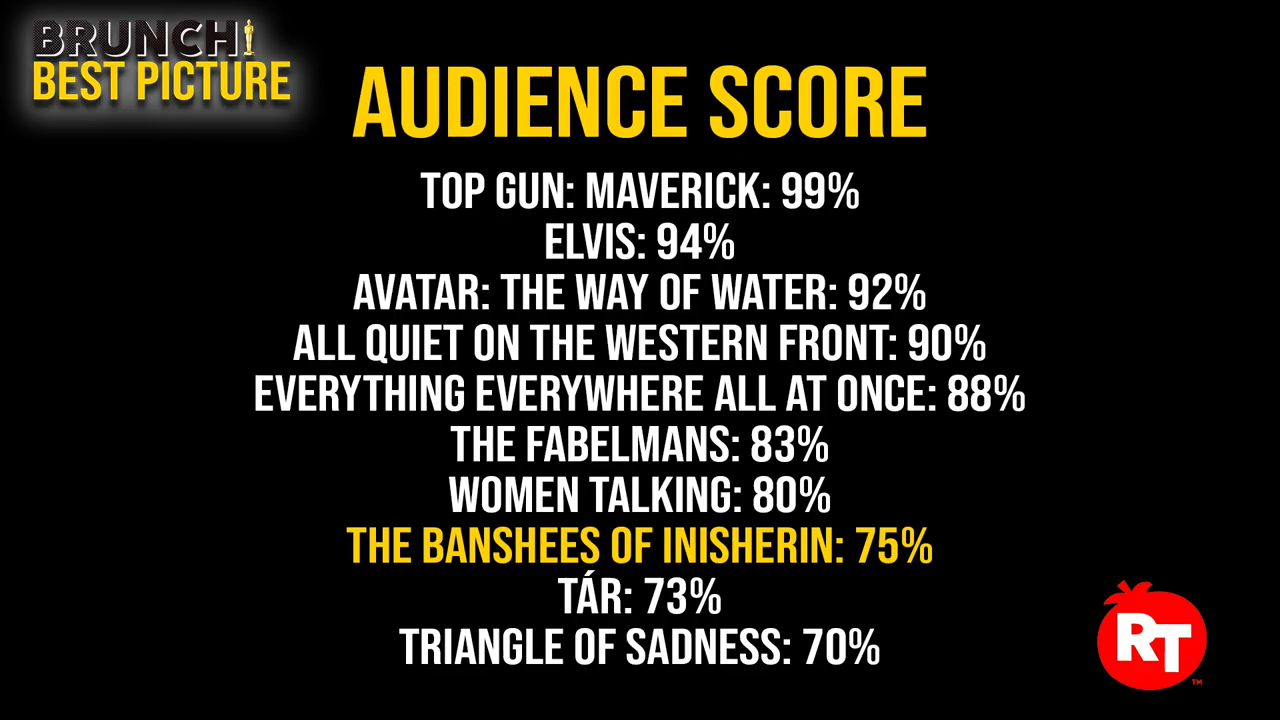 BRUNCH
BEST PICTURE
AUDIENCE SCORE
TOP GUN: MAVERICK: 99%
ELVIS: 94%
AVATAR: THE WAY OF WATER: 92%
ALL QUIET ON THE WESTERN FRONT: 90%
EVERYTHING EVERYWHERE ALL AT ONCE: 88%
THE FABELMANS: 83%
WOMEN TALKING: 80%
THE BANSHEES OF INISHERIN: 75%
TÁR: 73%
TRIANGLE OF SADNESS: 70%
RT
™